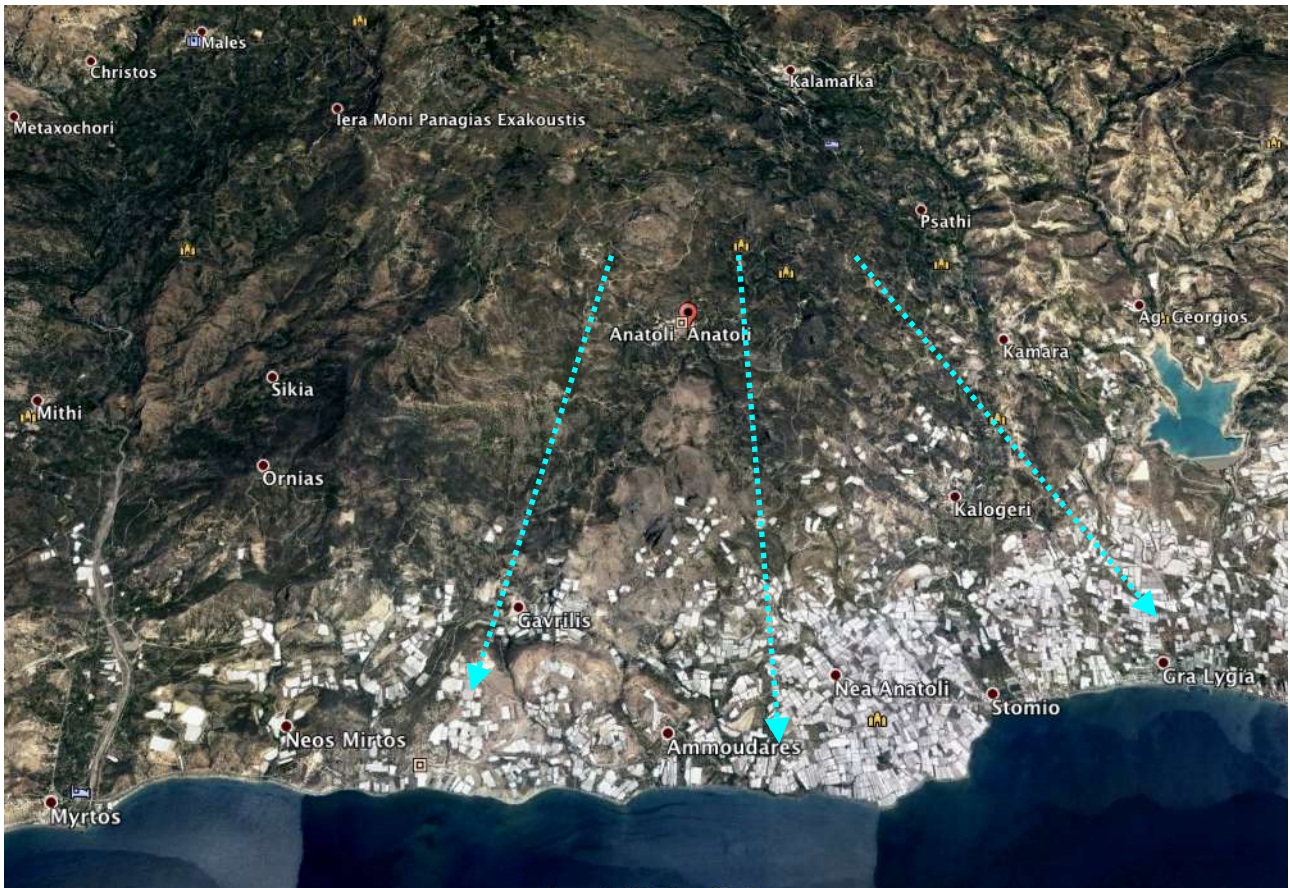 Males
Christos
Kalamafka
Iera Moni Panagias Exakoustis
Metaxochori
Psathi
Ag. Georgios
Anatoli Anatoli
Kamara
Sikia
Mithi
Ornias
Kalogeri
Gavrilis
Gra Lygia
Nea Anatoli
Stomio
Neos Mirtos
Ammoudares
Myrtos